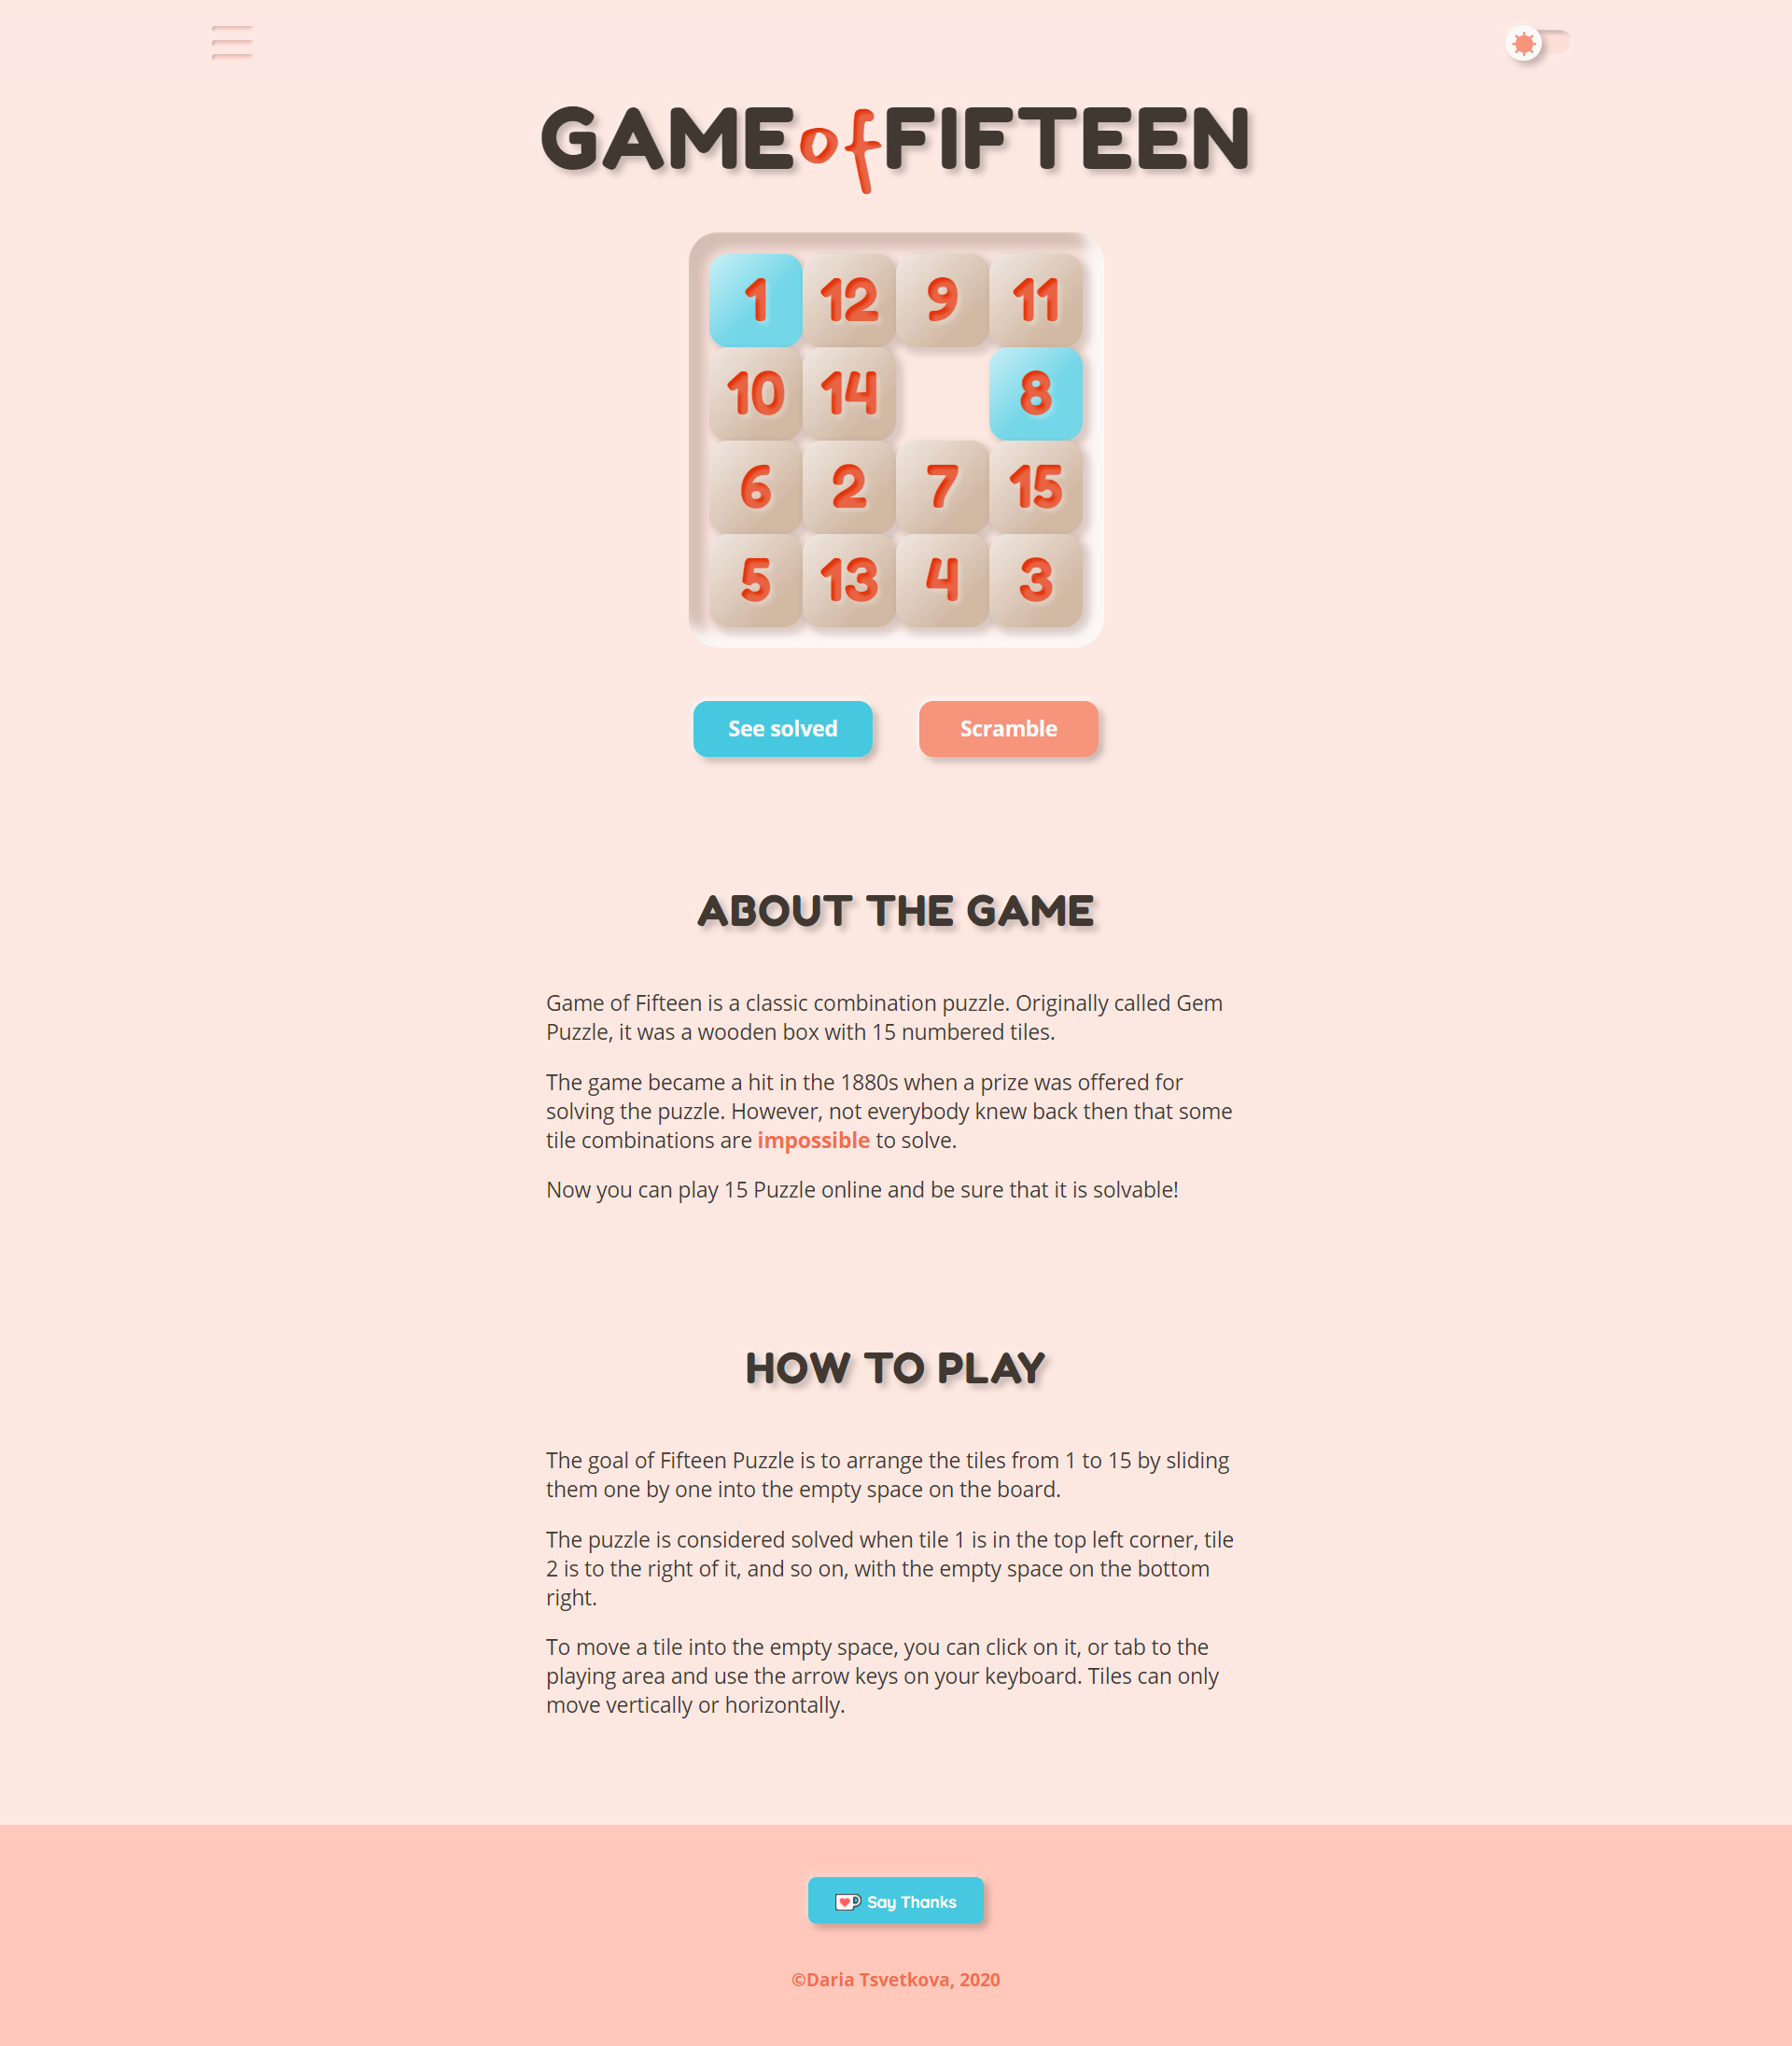 GAME of FIFTEEN
1 12 9 11
10 14 8
6 2 7 15
5 13 4 3
See solved Scramble
ABOUT THE GAME
Game of Fifteen is a classic combination puzzle. Originally called Gem
Puzzle, it was a wooden box with 15 numbered tiles.
The game became a hit in the 1880s when a prize was offered for
solving the puzzle. However, not everybody knew back then that some
tile combinations are impossible to solve.
Now you can play 15 Puzzle online and be sure that it is solvable!
HOW TO PLAY
The goal of Fifteen Puzzle is to arrange the tiles from 1 to 15 by sliding
them one by one into the empty space on the board.
The puzzle is considered solved when tile 1 is in the top left corner, tile
2 is to the right of it, and so on, with the empty space on the bottom
right.
To move a tile into the empty space, you can click on it, or tab to the
playing area and use the arrow keys on your keyboard. Tiles can only
move vertically or horizontally.
Say Thanks
©Daria Tsvetkova, 2020